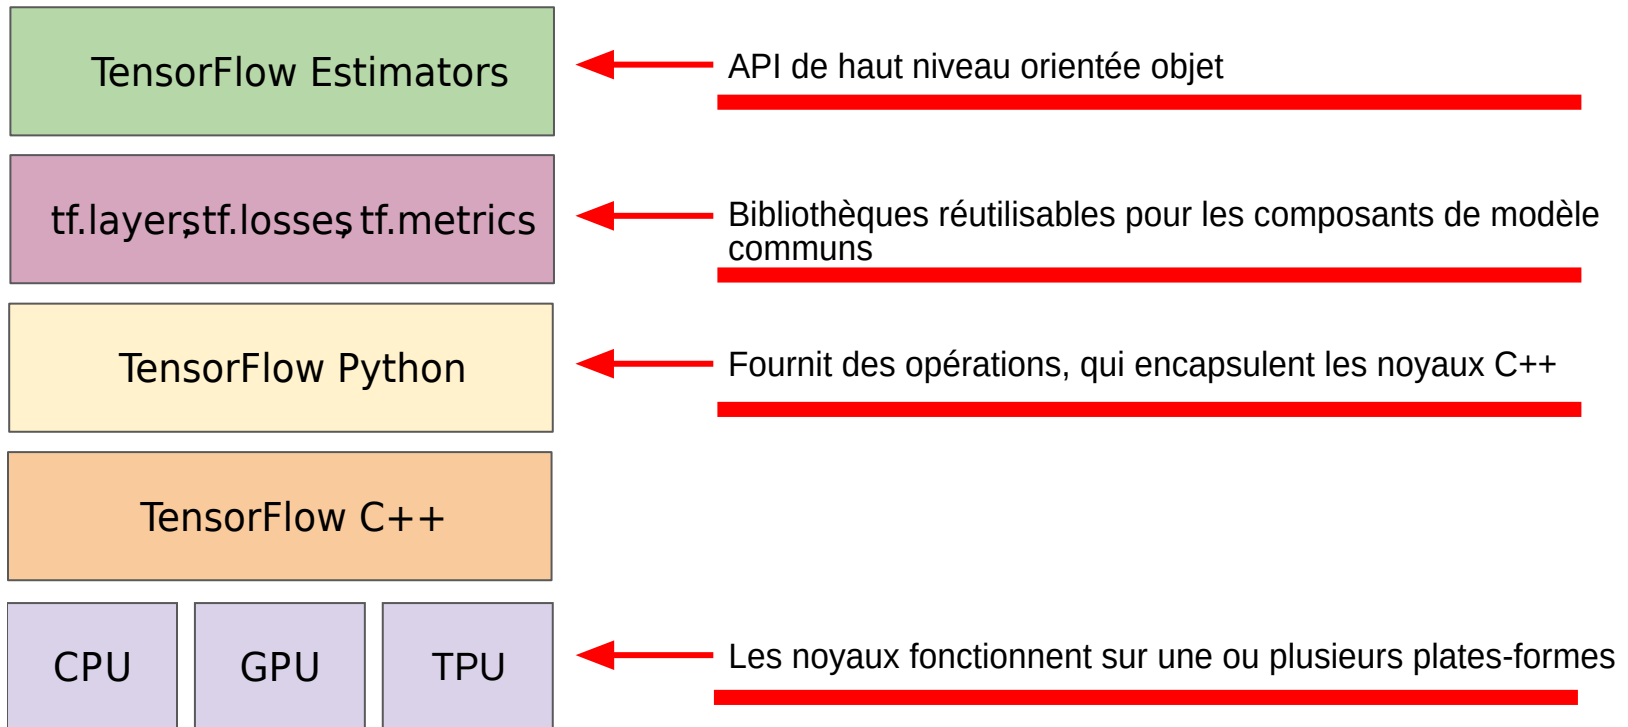 TensorFlow Estimators
API de haut niveau orientée objet
tf.layers, tf.losses, tf.metrics
Bibliothèques réutilisables pour les composants de modèle
communs
TensorFlow Python
Fournit des opérations, qui encapsulent les noyaux C++
TensorFlow C++
CPU
GPU
TPU
Les noyaux fonctionnent sur une ou plusieurs plates-formes